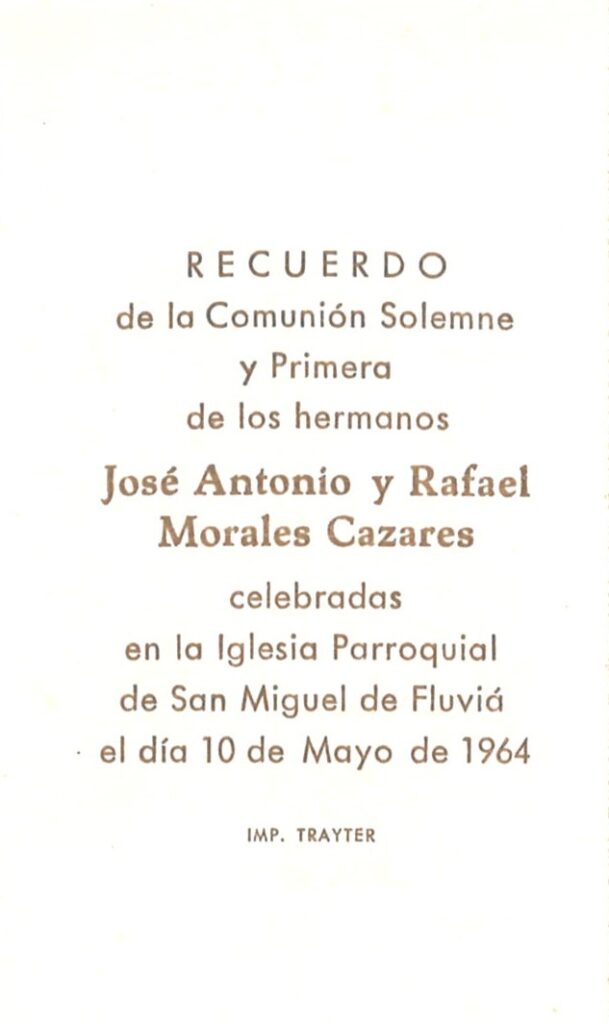 RECUERDO
de la Comunión Solemne
y Primera
de los hermanos
José Antonio y Rafael
Morales Cazares
celebradas
en la Iglesia Parroquial
de San Miguel de Fluviá
el día 10 de Mayo de 1964
IMP. TRAYTER